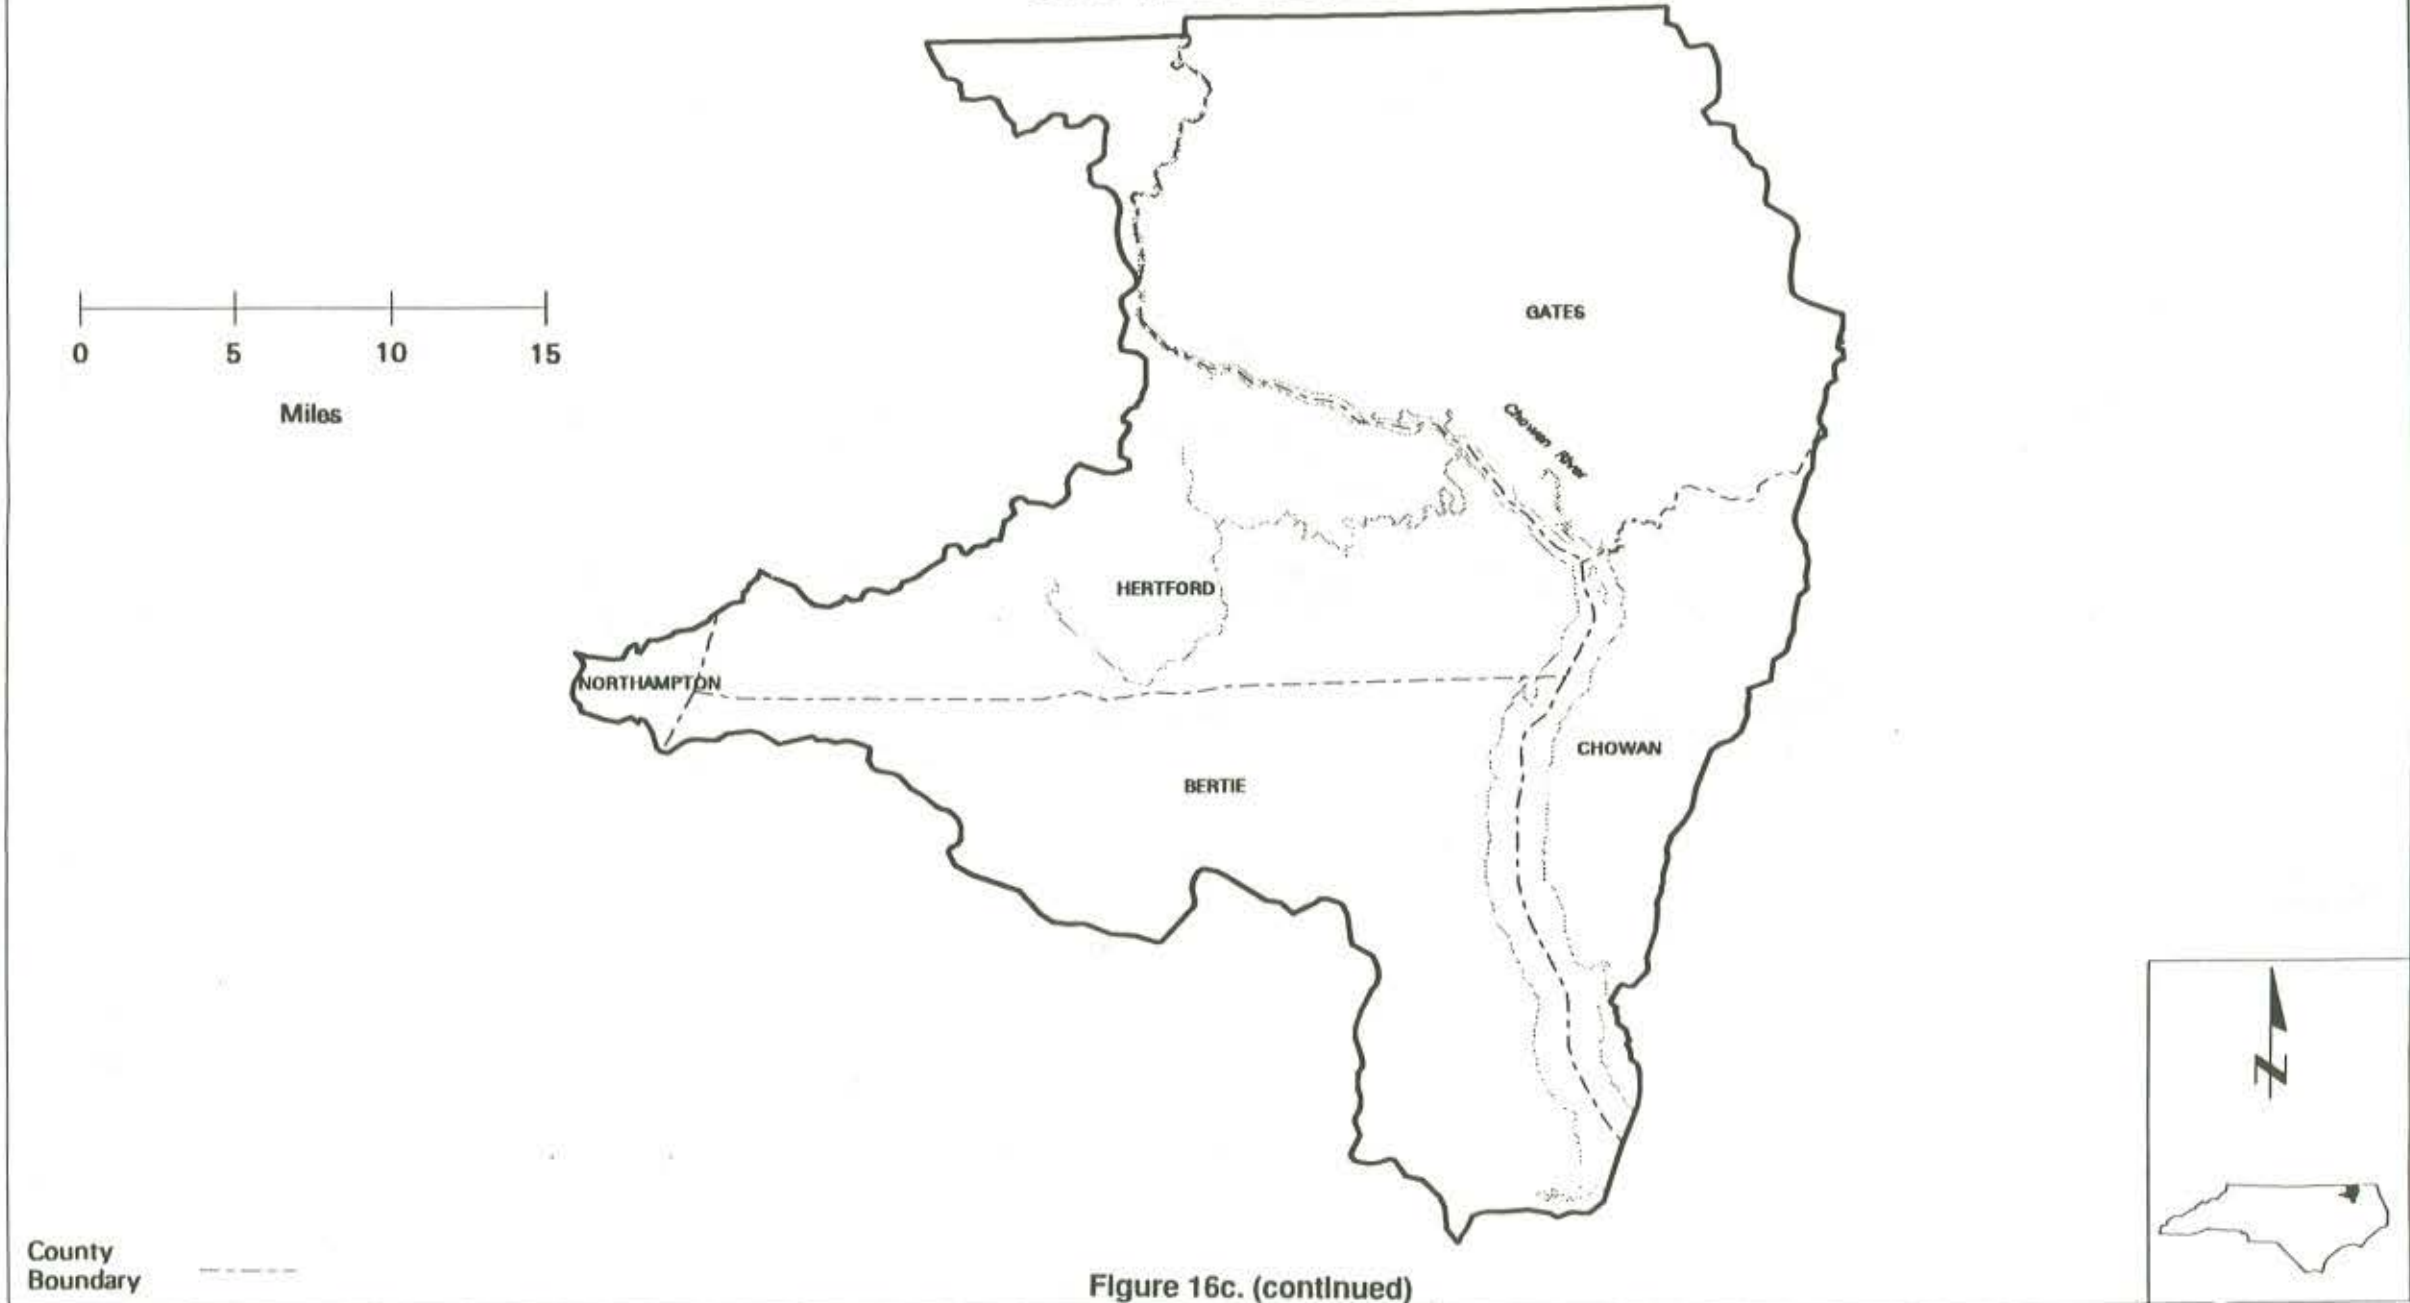 GATES
0 5 10 15
Miles
Chowan River
HERTFORD
NORTHAMPTON
CHOWAN
BERTIE
N
County
Boundary
Figure 16c. (continued)